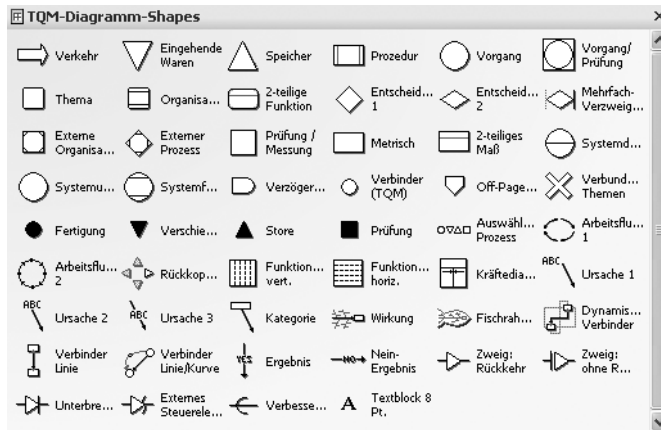 TQM-Diagramm-Shapes
Verkehr
Eingehende
Waren
Speicher
Prozedur
Vorgang
Vorgang/
Prüfung
Thema
Organisa...
2-teilige
Funktion
Entscheid...
1
Entscheid...
2
Mehrfach-
Verzweig...
Externe
Organisa...
Externer
Prozess
Prüfung /
Messung
Metrisch
2-teiliges
Maß
Systemd...
Systemu...
Systemf...
Verzöger...
Verbinder
(TQM)
Off-Page...
Verbund...
Themen
Fertigung
Verschie...
Store
Prüfung
Auswähl...
Prozess
Arbeitsflu...
1
Arbeitsflu...
2
Rückkop...
Funktion...
vert.
Funktion...
horiz.
Kräftedia...
ABC
Ursache 1
ABC
Ursache 2
ABC
Ursache 3
Kategorie
Wirkung
Fischrah...
Dynamis...
Verbinder
Verbinder
Linie
Verbinder
Linie/Kurve
YES
Ergebnis
NO
Nein-
Ergebnis
Zweig:
Rückkehr
Zweig:
ohne R...
Unterbre...
Externes
Steuerele...
Verbesse...
A
Textblock 8
Pt.